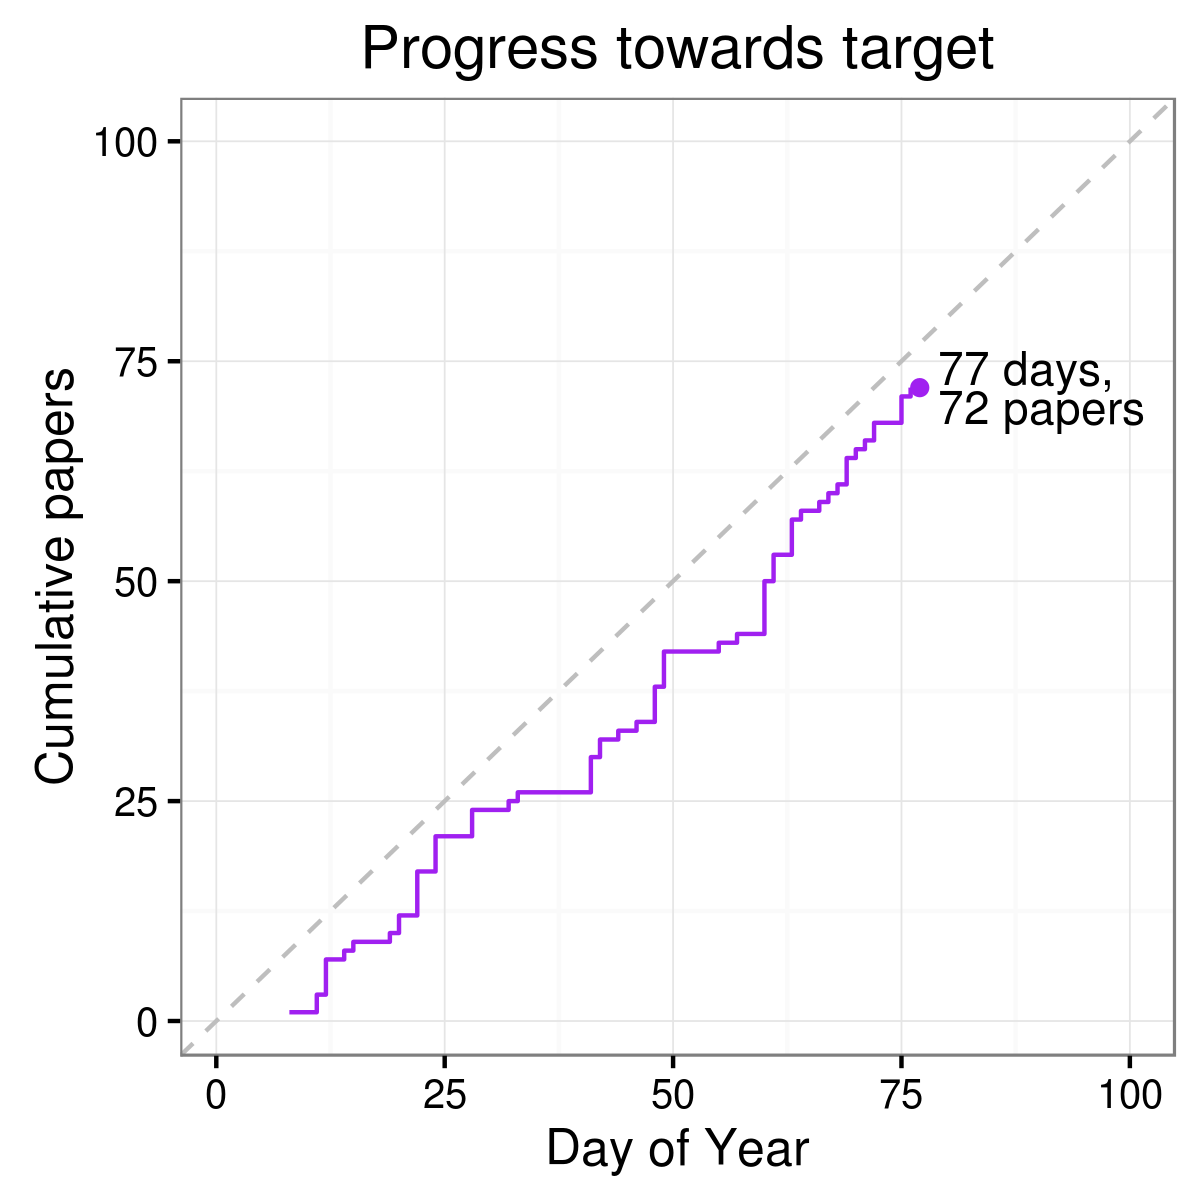 Progress towards target
100
75
50
25
0
Cumulative papers
77 days,
72 papers
0 25 50 75 100
Day of Year